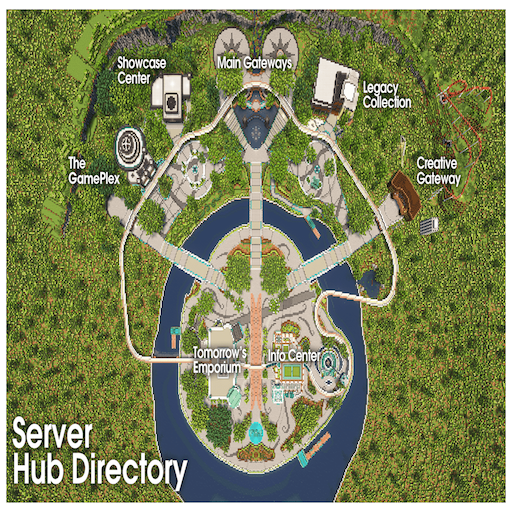 Showcase
Center
Main Gateways
Legacy
Collection
The
GamePlex
Creative
Gateway
Tomorrow's
Emporium
Info Center
Server
Hub Directory